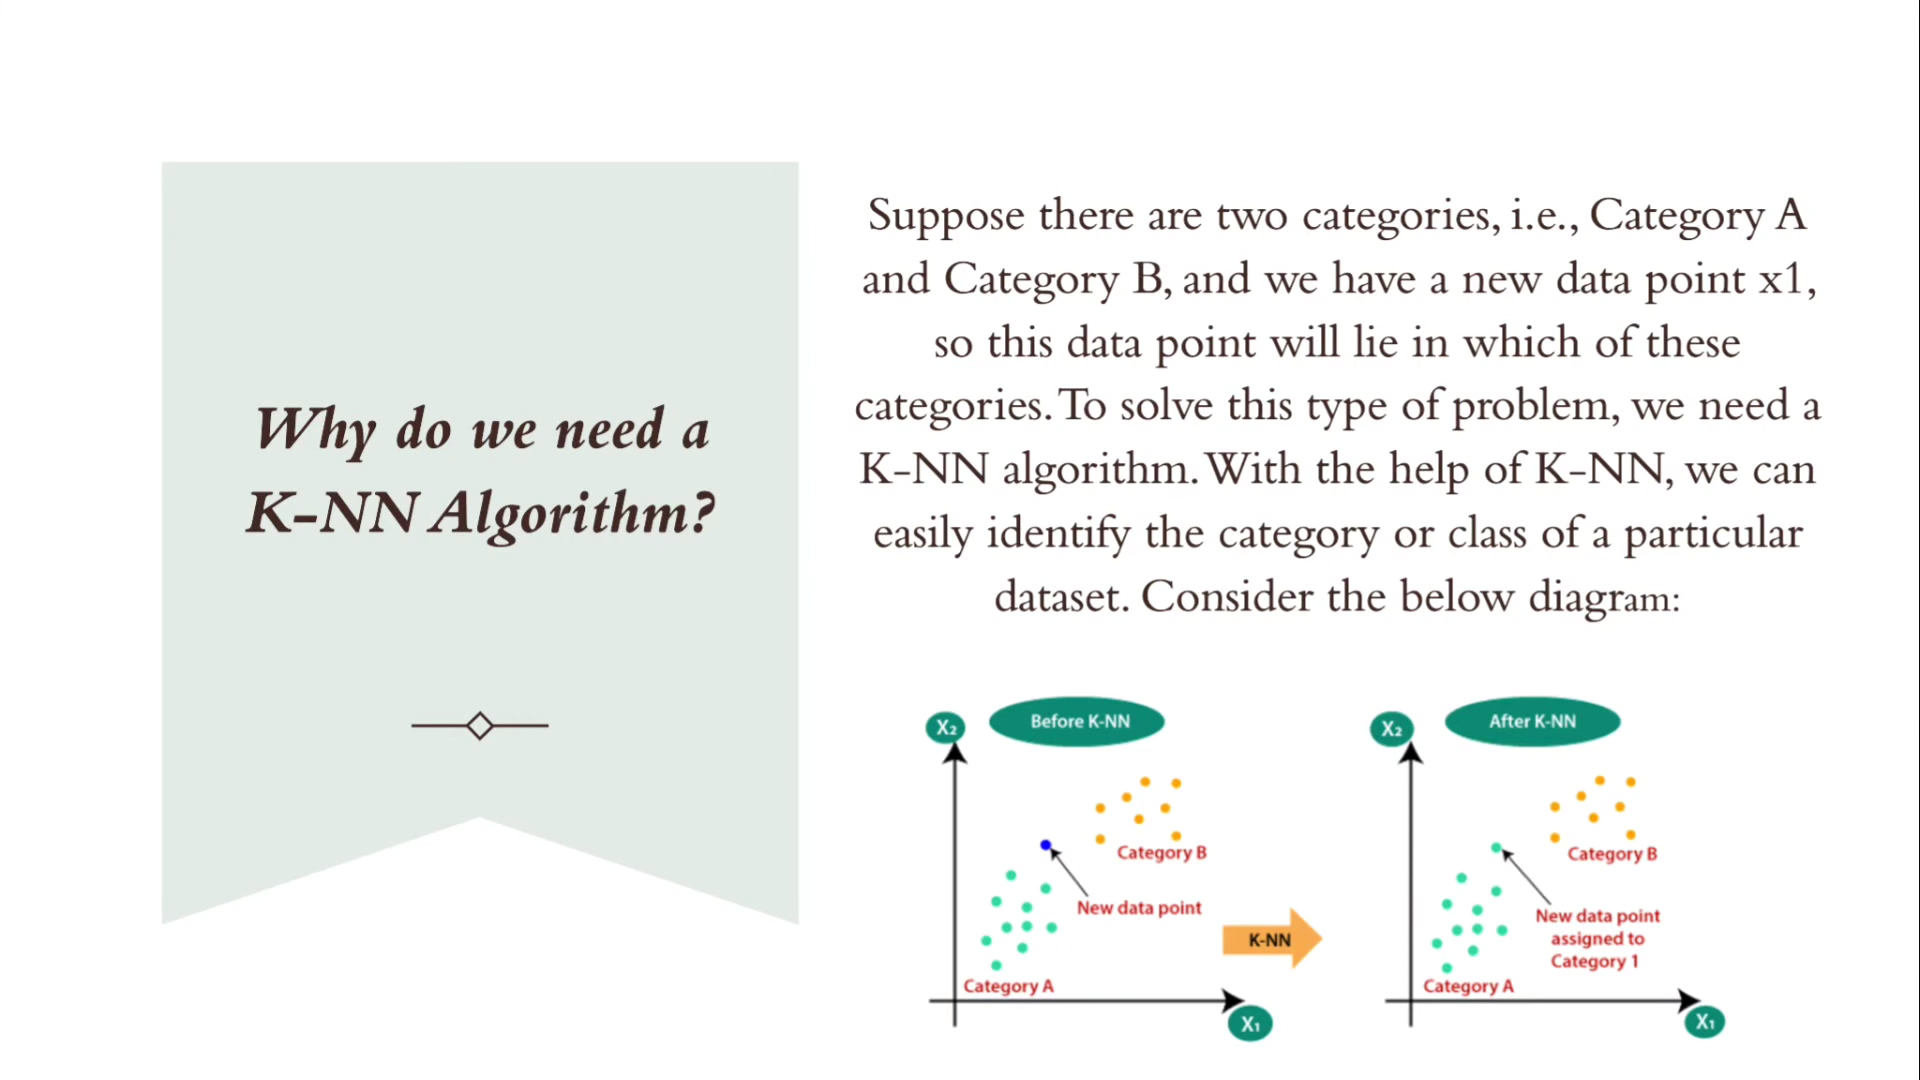 Why do we need a
K-NN Algorithm?
Suppose there are two categories, i.e., Category A
and Category B, and we have a new data point x1,
so this data point will lie in which of these
categories. To solve this type of problem, we need a
K-NN algorithm. With the help of K-NN, we can
easily identify the category or class of a particular
dataset. Consider the below diagram:
X₂
Before K-NN
Category B
New data point
Category A
X₁
K-NN
X₂
After K-NN
Category B
New data point
assigned to
Category 1
Category A
X₁